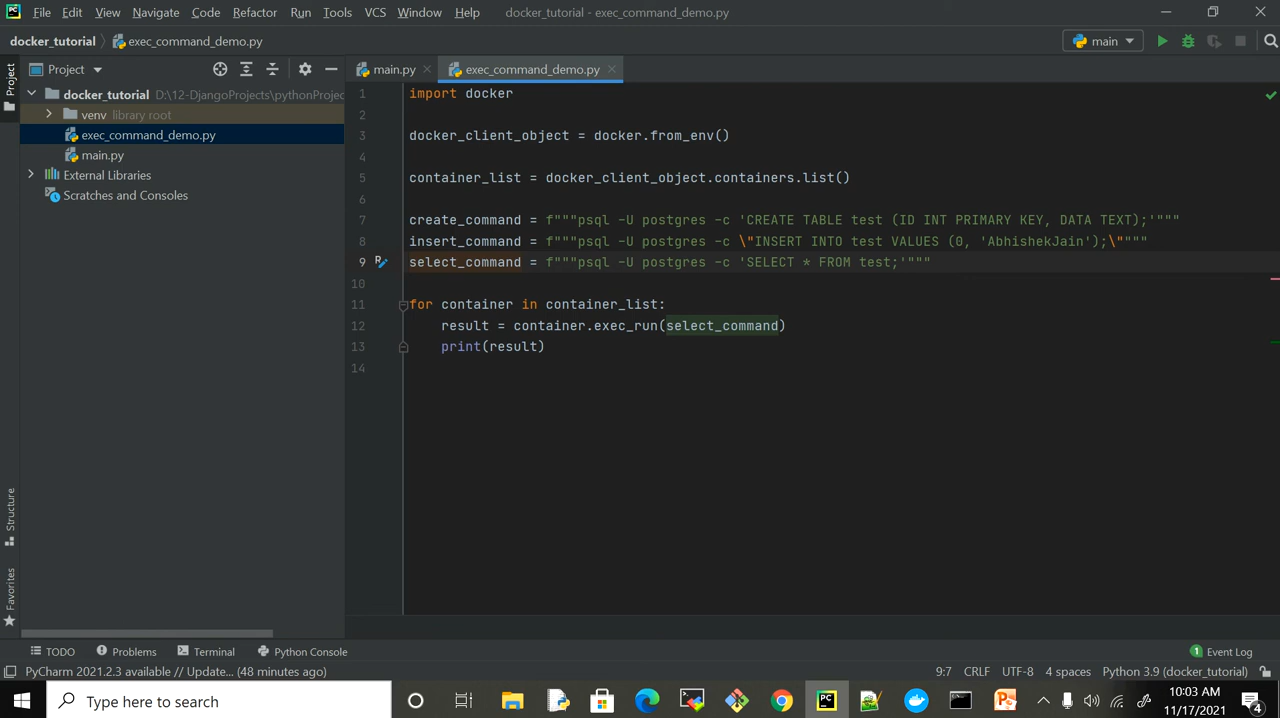 PC File Edit View Navigate Code Refactor Run Tools VCS Window Help docker_tutorial - exec_command_demo.py
docker_tutorial exec_command_demo.py main
Project
Project main.py exec_command_demo.py
docker_tutorial D:\12-DjangoProjects\pythonProjec
venv library root
exec_command_demo.py
main.py
External Libraries
Scratches and Consoles
1 import docker
2
3 docker_client_object = docker.from_env()
4
5 container_list = docker_client_object.containers.list()
6
7 create_command = f"""psql -U postgres -c 'CREATE TABLE test (ID INT PRIMARY KEY, DATA TEXT);'"""
8 insert_command = f"""psql -U postgres -c \"INSERT INTO test VALUES (0, 'AbhishekJain');\""""
9 select_command = f"""psql -U postgres -c 'SELECT * FROM test;'"""
10
11 for container in container_list:
12 result = container.exec_run(select_command)
13 print(result)
14
Structure
Favorites
TODO Problems Terminal Python Console 1 Event Log
PyCharm 2021.2.3 available // Update... (48 minutes ago) 9:7 CRLF UTF-8 4 spaces Python 3.9 (docker_tutorial)
Type here to search
10:03 AM
11/17/2021
4